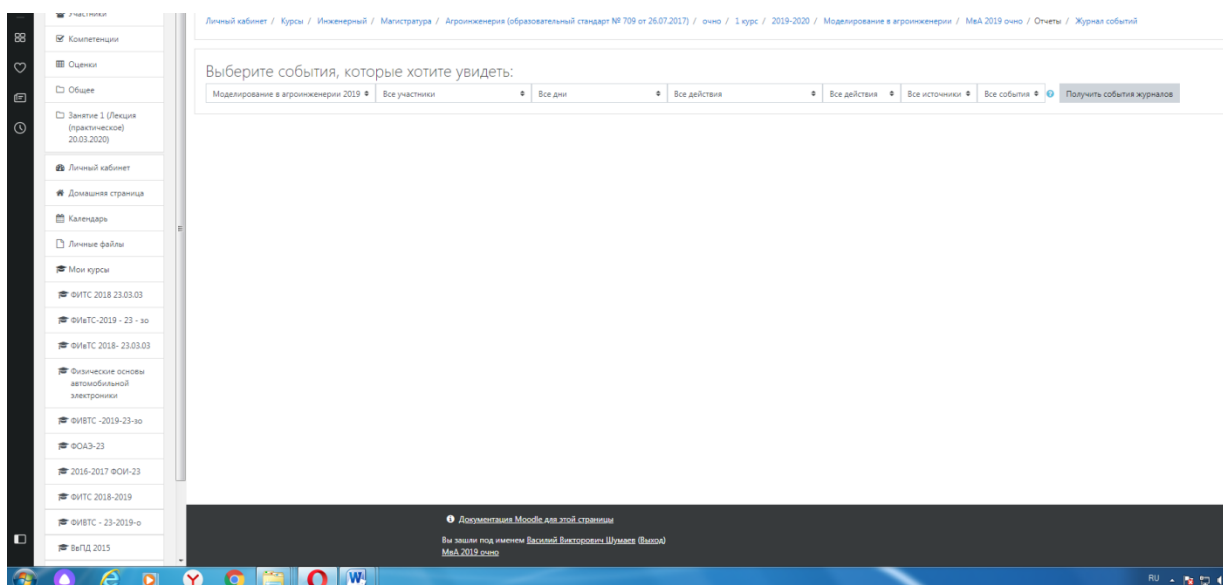 Участники
Компетенции
Оценки
Общее
Занятие 1 (Лекция
(практическое)
20.03.2020)
Личный кабинет
Домашняя страница
Календарь
Личные файлы
Мои курсы
ФИТС 2018 23.03.03
ФИвТС-2019 - 23 - зо
ФИвТС 2018- 23.03.03
Физические основы
автомобильной
электроники
ФИВТС -2019-23-зо
ФОАЭ-23
2016-2017 ФОИ-23
ФИТС 2018-2019
ФИВТС - 23-2019-о
ВвПД 2015
Личный кабинет / Курсы / Инженерный / Магистратура / Агроинженерия (образовательный стандарт № 709 от 26.07.2017) / очно / 1 курс / 2019-2020 / Моделирование в агроинженерии / МвА 2019 очно / Отчеты / Журнал событий
Выберите события, которые хотите увидеть:
Моделирование в агроинженерии 2019 Все участники Все дни Все действия Все действия Все источники Все события Получить события журналов
Документация Moodle для этой страницы
Вы зашли под именем Василий Викторович Шумаев (Выход)
МвА 2019 очно
RU